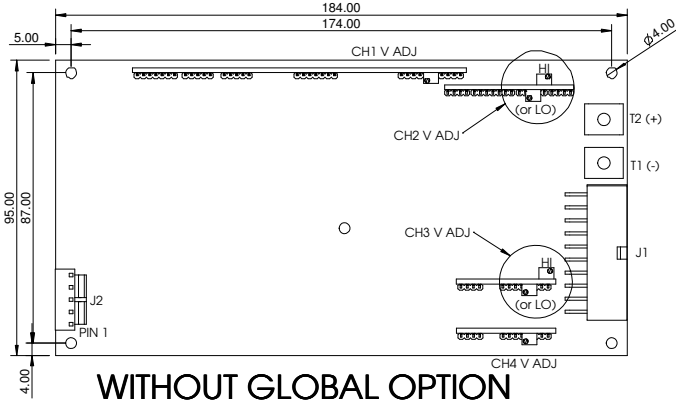 184.00
174.00
5.00
Ø4.00
CH1 V ADJ
HI
(or LO)
T2 (+)
CH2 V ADJ
T1 (-)
95.00
87.00
CH3 V ADJ
HI
J1
J2
(or LO)
PIN 1
CH4 V ADJ
4.00
WITHOUT GLOBAL OPTION